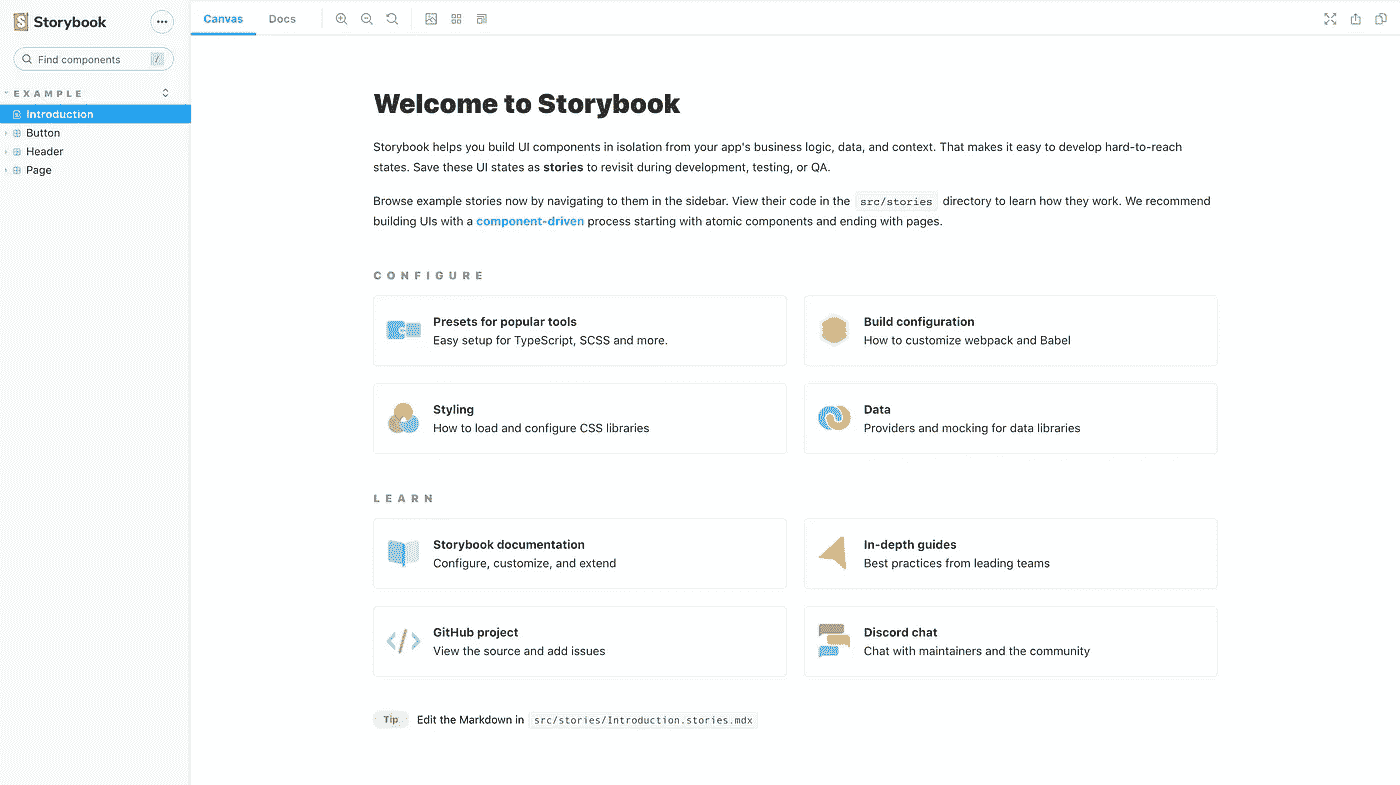 Storybook
Find components
/
EXAMPLE
Introduction
Button
Header
Page
Canvas
Docs
Welcome to Storybook
Storybook helps you build UI components in isolation from your app's business logic, data, and context. That makes it easy to develop hard-to-reach
states. Save these UI states as stories to revisit during development, testing, or QA.
Browse example stories now by navigating to them in the sidebar. View their code in the src/stories directory to learn how they work. We recommend
building UIs with a component-driven process starting with atomic components and ending with pages.
CONFIGURE
Presets for popular tools
Easy setup for TypeScript, SCSS and more.
Build configuration
How to customize webpack and Babel
Styling
How to load and configure CSS libraries
Data
Providers and mocking for data libraries
LEARN
Storybook documentation
Configure, customize, and extend
In-depth guides
Best practices from leading teams
GitHub project
View the source and add issues
Discord chat
Chat with maintainers and the community
Tip Edit the Markdown in src/stories/Introduction.stories.mdx